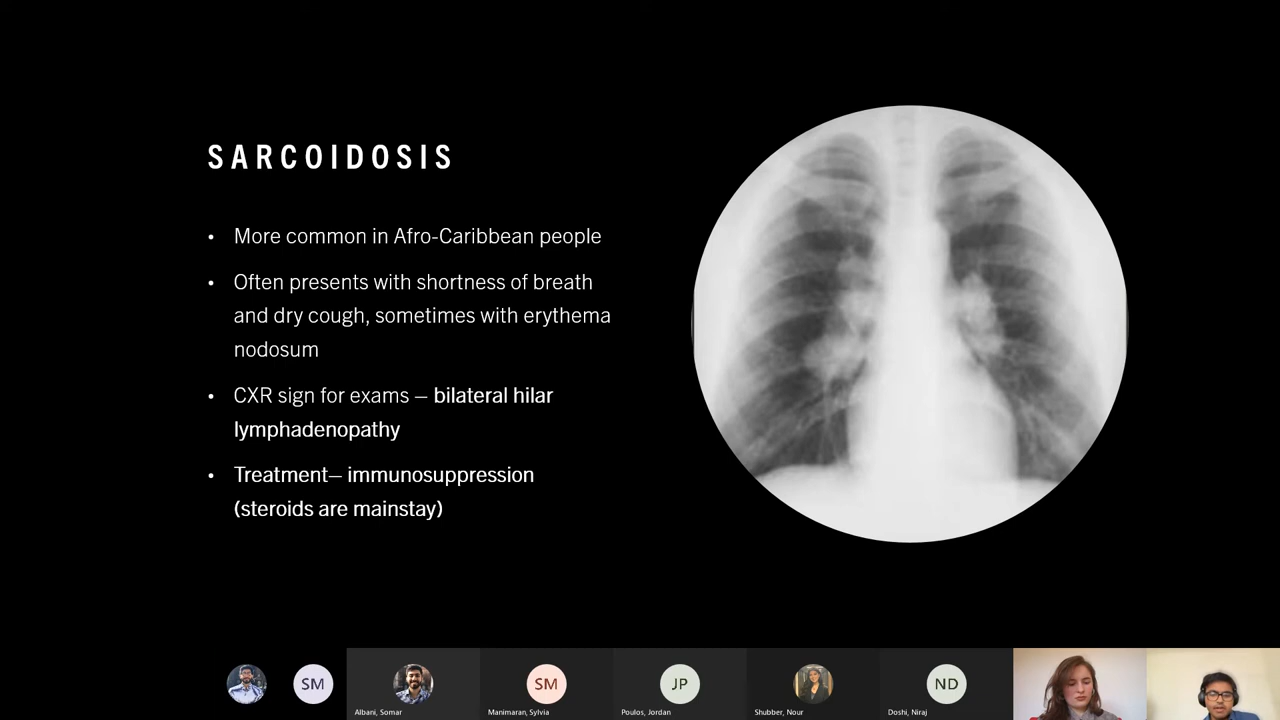 SARCOIDOSIS
• More common in Afro-Caribbean people
• Often presents with shortness of breath
and dry cough, sometimes with erythema
nodosum
• CXR sign for exams – bilateral hilar
lymphadenopathy
• Treatment– immunosuppression
(steroids are mainstay)
SM
SM
JP
ND
Albani, Somar
Manimaran, Sylvia
Poulos, Jordan
Shubber, Nour
Doshi, Niraj